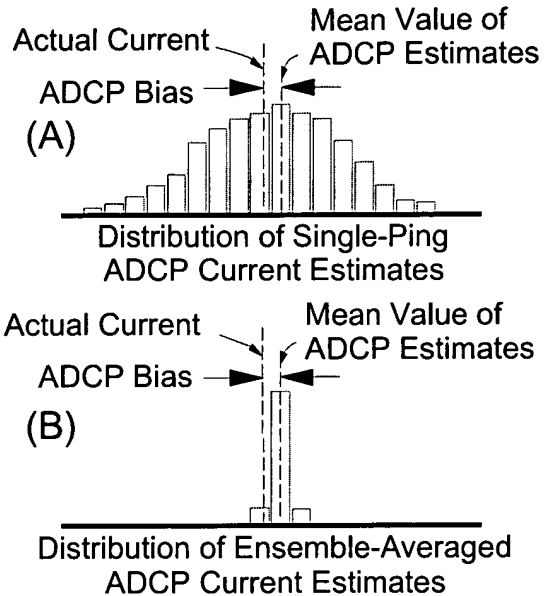 Actual Current
Mean Value of
ADCP Estimates
ADCP Bias
(A)
Distribution of Single-Ping
ADCP Current Estimates
Actual Current
Mean Value of
ADCP Estimates
ADCP Bias
(B)
Distribution of Ensemble-Averaged
ADCP Current Estimates